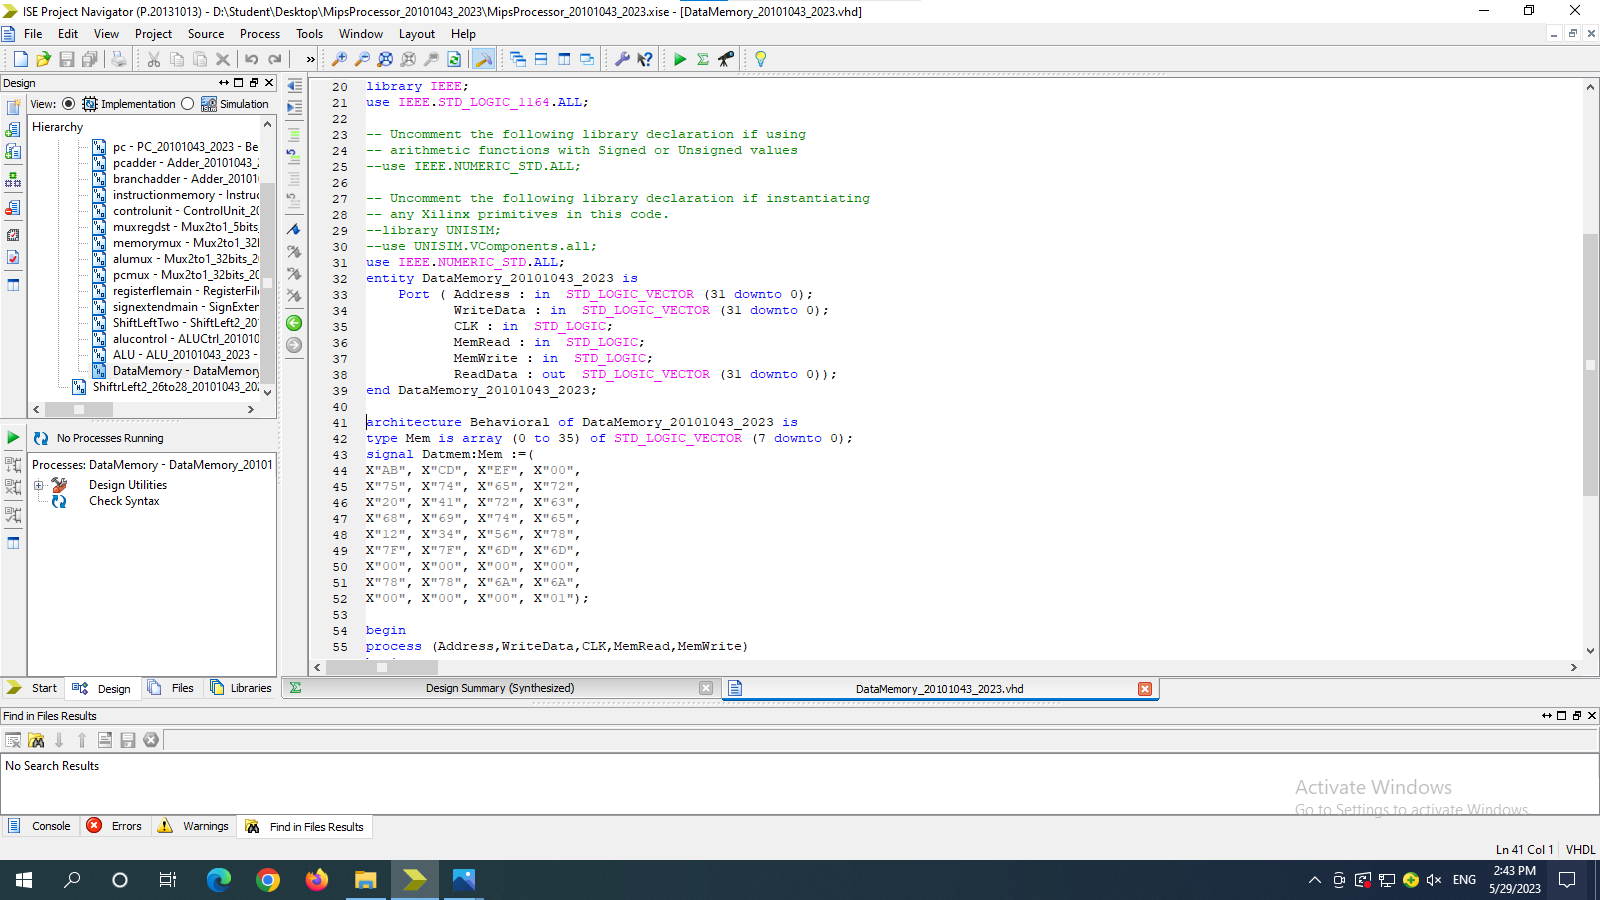 ISE Project Navigator (P.20131013) - D:\Student\Desktop\MipsProcessor_20101043_2023\MipsProcessor_20101043_2023.xise - [DataMemory_20101043_2023.vhd]
File Edit View Project Source Process Tools Window Layout Help
Design
View: Implementation Simulation
Hierarchy
pc - PC_20101043_2023 - Be
pcadder - Adder_20101043_
branchadder - Adder_20101
instructionmemory - Instruc
controlunit - ControlUnit_20
muxregdst - Mux2to1_5bits_
memorymux - Mux2to1_32
alumux - Mux2to1_32bits_20
pcmux - Mux2to1_32bits_20
registerflemain - RegisterFil
signextendmain - SignExter
ShiftLeftTwo - ShiftLeft2_20
alucontrol - ALUCtrl_201010
ALU - ALU_20101043_2023 -
DataMemory - DataMemory
ShiftrLeft2_26to28_20101043_20
No Processes Running
Processes: DataMemory - DataMemory_20101
Design Utilities
Check Syntax
Start Design Files Libraries
20 library IEEE;
21 use IEEE.STD_LOGIC_1164.ALL;
22
23 -- Uncomment the following library declaration if using
24 -- arithmetic functions with Signed or Unsigned values
25 --use IEEE.NUMERIC_STD.ALL;
26
27 -- Uncomment the following library declaration if instantiating
28 -- any Xilinx primitives in this code.
29 --library UNISIM;
30 --use UNISIM.VComponents.all;
31 use IEEE.NUMERIC_STD.ALL;
32 entity DataMemory_20101043_2023 is
33 Port ( Address : in STD_LOGIC_VECTOR (31 downto 0);
34 WriteData : in STD_LOGIC_VECTOR (31 downto 0);
35 CLK : in STD_LOGIC;
36 MemRead : in STD_LOGIC;
37 MemWrite : in STD_LOGIC;
38 ReadData : out STD_LOGIC_VECTOR (31 downto 0));
39 end DataMemory_20101043_2023;
40
41 architecture Behavioral of DataMemory_20101043_2023 is
42 type Mem is array (0 to 35) of STD_LOGIC_VECTOR (7 downto 0);
43 signal Datmem:Mem :=(
44 X"AB", X"CD", X"EF", X"00",
45 X"75", X"74", X"65", X"72",
46 X"20", X"41", X"72", X"63",
47 X"68", X"69", X"74", X"65",
48 X"12", X"34", X"56", X"78",
49 X"7F", X"7F", X"6D", X"6D",
50 X"00", X"00", X"00", X"00",
51 X"78", X"78", X"6A", X"6A",
52 X"00", X"00", X"00", X"01");
53
54 begin
55 process (Address,WriteData,CLK,MemRead,MemWrite)
Design Summary (Synthesized) DataMemory_20101043_2023.vhd
Find in Files Results
No Search Results
Activate Windows
Go to Settings to activate Windows.
Console Errors Warnings Find in Files Results
Ln 41 Col 1 VHDL
ENG
2:43 PM
5/29/2023